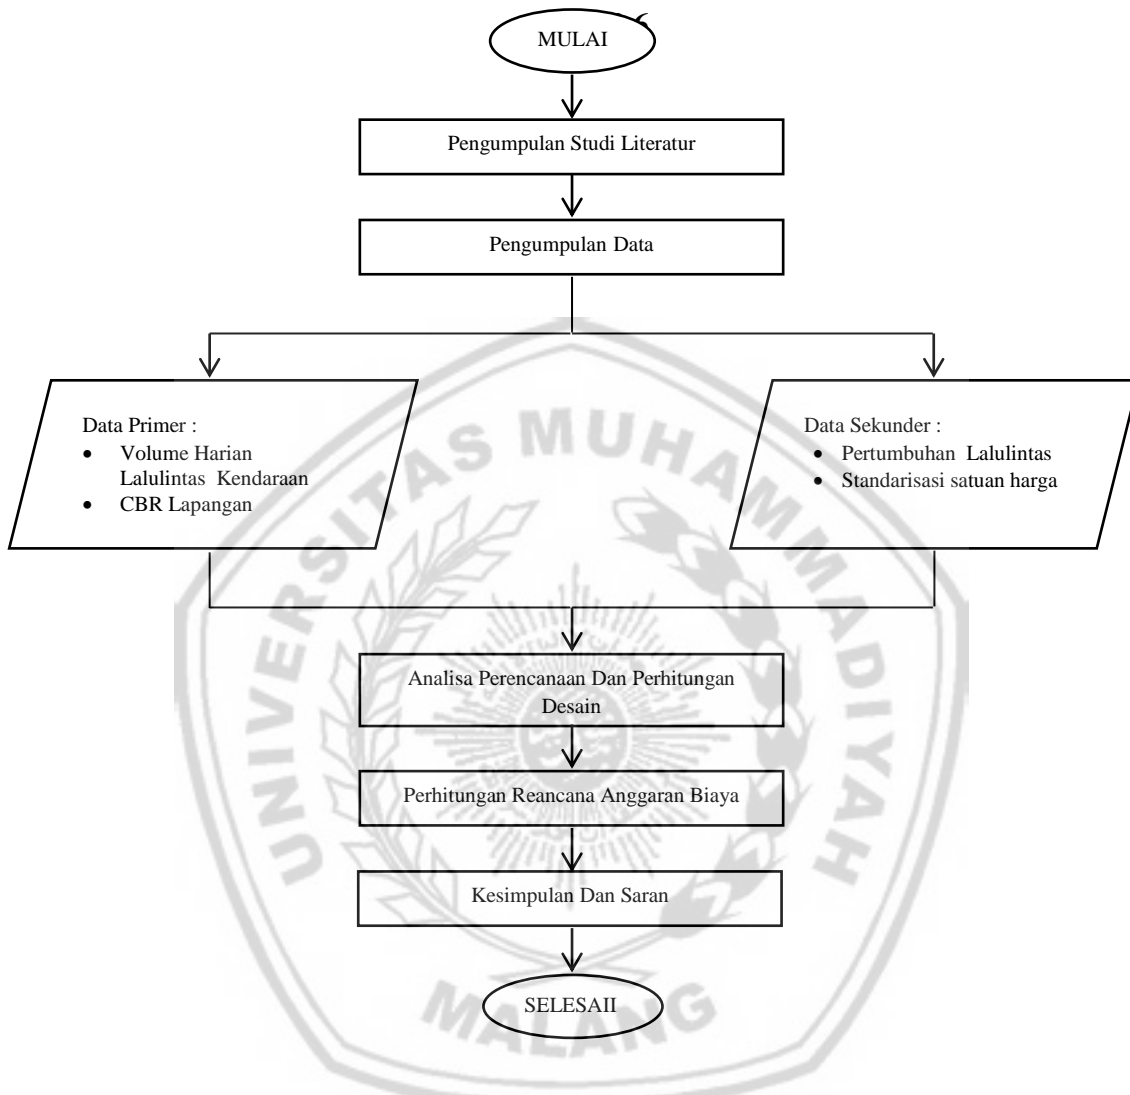 MULAI
Pengumpulan Studi Literatur
Pengumpulan Data
Data Primer :
• Volume Harian
Lalulintas Kendaraan
• CBR Lapangan
Data Sekunder :
• Pertumbuhan Lalulintas
• Standarisasi satuan harga
Analisa Perencanaan Dan Perhitungan
Desain
Perhitungan Reancana Anggaran Biaya
Kesimpulan Dan Saran
SELESAII
UNIVERSITAS MUHAMMADIYAH
MALANG